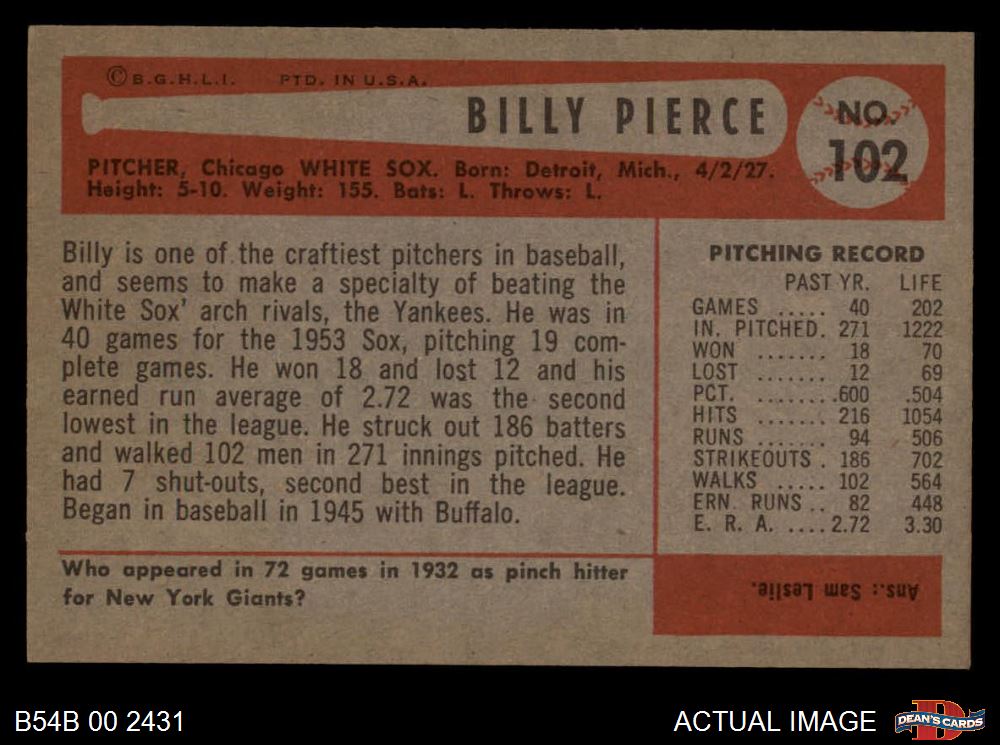 © B.G.H.L.I. PTD. IN U.S.A.
BILLY PIERCE
NO.
102
PITCHER, Chicago WHITE SOX. Born: Detroit, Mich., 4/2/27.
Height: 5-10. Weight: 155. Bats: L. Throws: L.
Billy is one of the craftiest pitchers in baseball,
and seems to make a specialty of beating the
White Sox' arch rivals, the Yankees. He was in
40 games for the 1953 Sox, pitching 19 com-
plete games. He won 18 and lost 12 and his
earned run average of 2.72 was the second
lowest in the league. He struck out 186 batters
and walked 102 men in 271 innings pitched. He
had 7 shut-outs, second best in the league.
Began in baseball in 1945 with Buffalo.
PITCHING RECORD
PAST YR. LIFE
GAMES ..... 40 202
IN. PITCHED. 271 1222
WON ....... 18 70
LOST ....... 12 69
PCT. ........ .600 .504
HITS ....... 216 1054
RUNS ....... 94 506
STRIKEOUTS . 186 702
WALKS ..... 102 564
ERN. RUNS .. 82 448
E. R. A. .... 2.72 3.30
Who appeared in 72 games in 1932 as pinch hitter
for New York Giants?
Ans.: Sam Leslie.
B54B 00 2431
ACTUAL IMAGE
DEAN'S CARDS